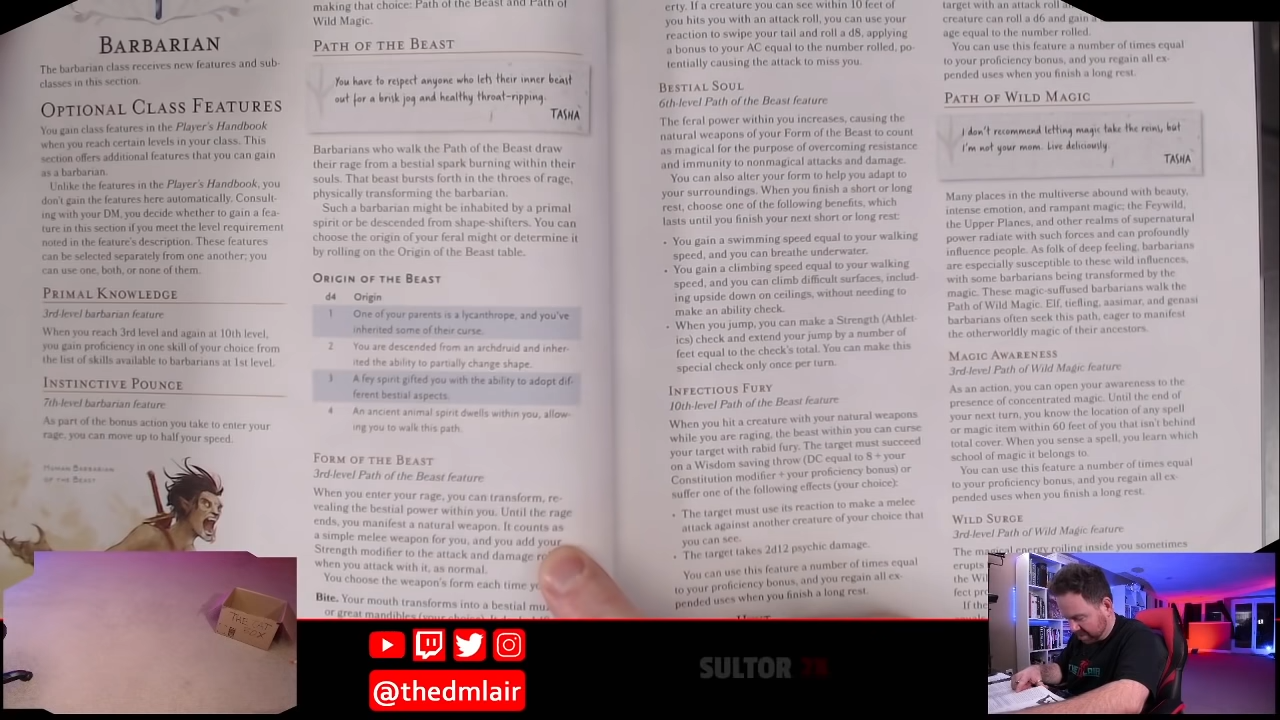 BARBARIAN
The barbarian class receives new features and sub-
classes in this section.
OPTIONAL CLASS FEATURES
You gain class features in the Player's Handbook
when you reach certain levels in your class. This
section offers additional features that you can gain
as a barbarian.
Unlike the features in the Player's Handbook, you
don't gain the features here automatically. Consult-
ing with your DM, you decide whether to gain a fea-
ture in this section if you meet the level requirement
noted in the feature's description. These features
can be selected separately from one another; you
can use one, both, or none of them.
PRIMAL KNOWLEDGE
3rd-level barbarian feature
When you reach 3rd level and again at 10th level,
you gain proficiency in one skill of your choice from
the list of skills available to barbarians at 1st level.
INSTINCTIVE POUNCE
7th-level barbarian feature
As part of the bonus action you take to enter your
rage, you can move up to half your speed.
HUMAN BARBARIAN
OF THE BEAST
making that choice: Path of the Beast and Path of
Wild Magic.
PATH OF THE BEAST
You have to respect anyone who lets their inner beast
out for a brisk jog and healthy throat-ripping.
TASHA
Barbarians who walk the Path of the Beast draw
their rage from a bestial spark burning within their
souls. That beast bursts forth in the throes of rage,
physically transforming the barbarian.
Such a barbarian might be inhabited by a primal
spirit or be descended from shape-shifters. You can
choose the origin of your feral might or determine it
by rolling on the Origin of the Beast table.
ORIGIN OF THE BEAST
d4 Origin
1 One of your parents is a lycanthrope, and you've
inherited some of their curse.
2 You are descended from an archdruid and inher-
ited the ability to partially change shape.
3 A fey spirit gifted you with the ability to adopt dif-
ferent bestial aspects.
4 An ancient animal spirit dwells within you, allow-
ing you to walk this path.
FORM OF THE BEAST
3rd-level Path of the Beast feature
When you enter your rage, you can transform, re-
vealing the bestial power within you. Until the rage
ends, you manifest a natural weapon. It counts as
a simple melee weapon for you, and you add your
Strength modifier to the attack and damage
when you attack with it, as normal.
You choose the weapon's form each time
Bite. Your mouth transforms into a bestial
or great mandibles (your choice).
erty. If a creature you can see within 10 feet of
you hits you with an attack roll, you can use your
reaction to swipe your tail and roll a d8, applying
a bonus to your AC equal to the number rolled, po-
tentially causing the attack to miss you.
BESTIAL SOUL
6th-level Path of the Beast feature
The feral power within you increases, causing the
natural weapons of your Form of the Beast to count
as magical for the purpose of overcoming resistance
and immunity to nonmagical attacks and damage.
You can also alter your form to help you adapt to
your surroundings. When you finish a short or long
rest, choose one of the following benefits, which
lasts until you finish your next short or long rest:
• You gain a swimming speed equal to your walking
speed, and you can breathe underwater.
• You gain a climbing speed equal to your walking
speed, and you can climb difficult surfaces, includ-
ing upside down on ceilings, without needing to
make an ability check.
• When you jump, you can make a Strength (Athlet-
ics) check and extend your jump by a number of
feet equal to the check's total. You can make this
special check only once per turn.
INFECTIOUS FURY
10th-level Path of the Beast feature
When you hit a creature with your natural weapons
while you are raging, the beast within you can curse
your target with rabid fury. The target must succeed
on a Wisdom saving throw (DC equal to 8 + your
Constitution modifier + your proficiency bonus) or
suffer one of the following effects (your choice):
• The target must use its reaction to make a melee
attack against another creature of your choice that
you can see.
• The target takes 2d12 psychic damage.
You can use this feature a number of times equal
to your proficiency bonus, and you regain all ex-
pended uses when you finish a long rest.
target with an attack roll
creature can roll a d6 and gain a
age equal to the number rolled.
You can use this feature a number of times equal
to your proficiency bonus, and you regain all ex-
pended uses when you finish a long rest.
PATH OF WILD MAGIC
I don't recommend letting magic take the reins, but
I'm not your mom. Live deliciously.
TASHA
Many places in the multiverse abound with beauty,
intense emotion, and rampant magic; the Feywild,
the Upper Planes, and other realms of supernatural
power radiate with such forces and can profoundly
influence people. As folk of deep feeling, barbarians
are especially susceptible to these wild influences,
with some barbarians being transformed by the
magic. These magic-suffused barbarians walk the
Path of Wild Magic. Elf, tiefling, aasimar, and genasi
barbarians often seek this path, eager to manifest
the otherworldly magic of their ancestors.
MAGIC AWARENESS
3rd-level Path of Wild Magic feature
As an action, you can open your awareness to the
presence of concentrated magic. Until the end of
your next turn, you know the location of any spell
or magic item within 60 feet of you that isn't behind
total cover. When you sense a spell, you learn which
school of magic it belongs to.
You can use this feature a number of times equal
to your proficiency bonus, and you regain all ex-
pended uses when you finish a long rest.
WILD SURGE
3rd-level Path of Wild Magic feature
The magical energy roiling inside you sometimes
erupts
the Wil
fect
If the
THE CAT
BOX
@thedmlair
SULTOR 75